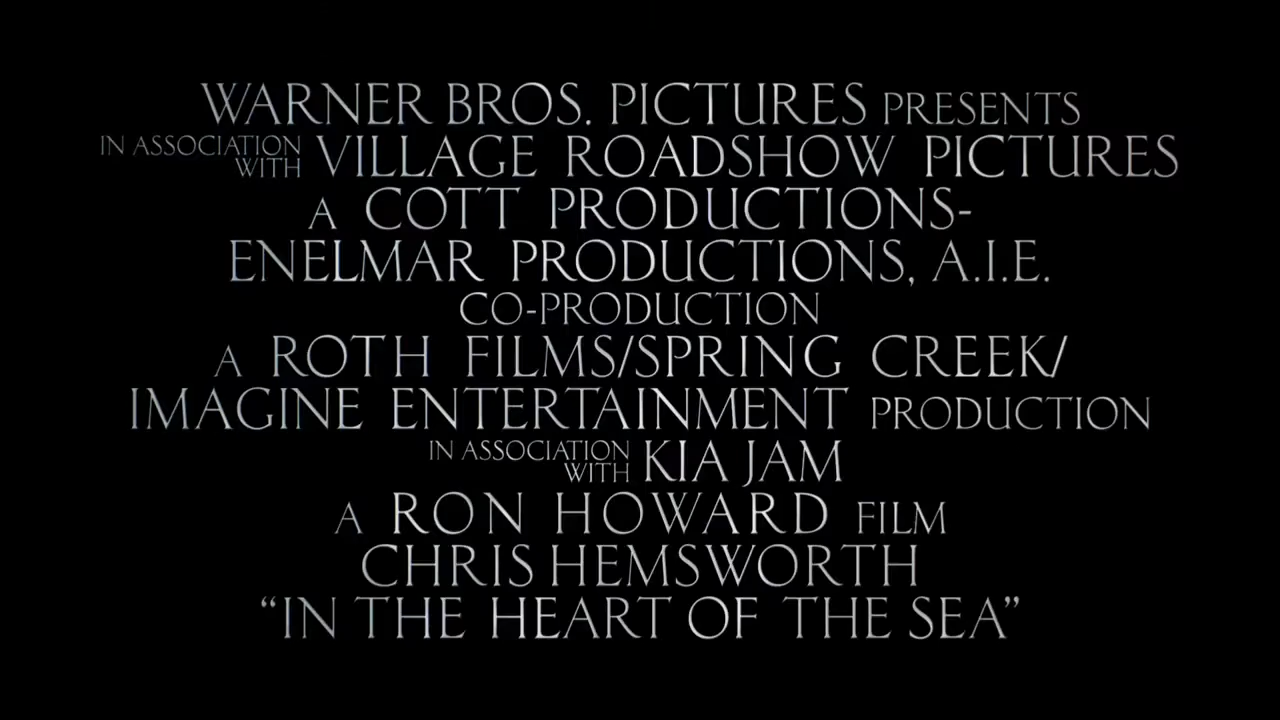 WARNER BROS. PICTURES PRESENTS
IN ASSOCIATION WITH VILLAGE ROADSHOW PICTURES
A COTT PRODUCTIONS-
ENELMAR PRODUCTIONS, A.I.E.
CO-PRODUCTION
A ROTH FILMS/SPRING CREEK/
IMAGINE ENTERTAINMENT PRODUCTION
IN ASSOCIATION WITH KIA JAM
A RON HOWARD FILM
CHRIS HEMSWORTH
“IN THE HEART OF THE SEA”